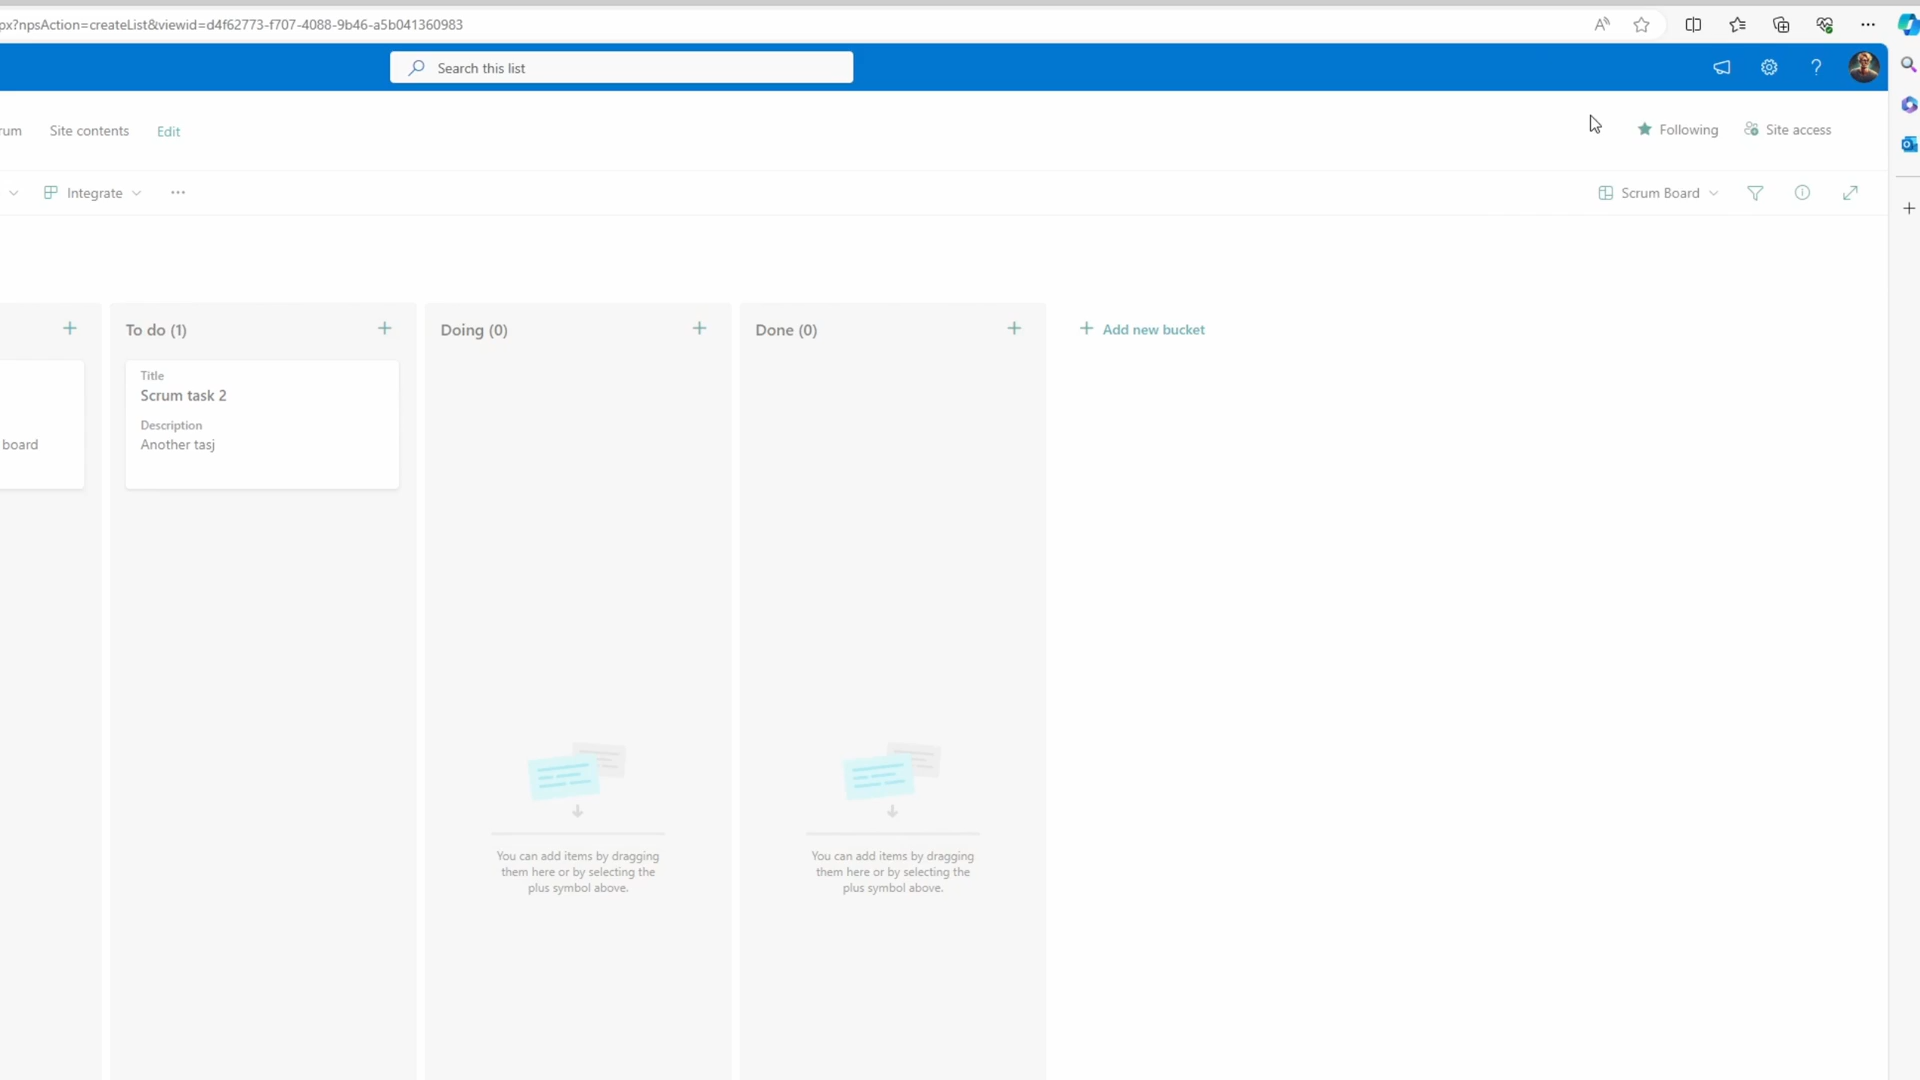 px?npsAction=createList&viewid=d4f62773-f707-4088-9b46-a5b041360983
Search this list
rum Site contents Edit
Following Site access
Integrate
Scrum Board
To do (1)
Doing (0)
Done (0)
Add new bucket
Title
Scrum task 2
Description
board
Another tasj
You can add items by dragging
them here or by selecting the
plus symbol above.
You can add items by dragging
them here or by selecting the
plus symbol above.